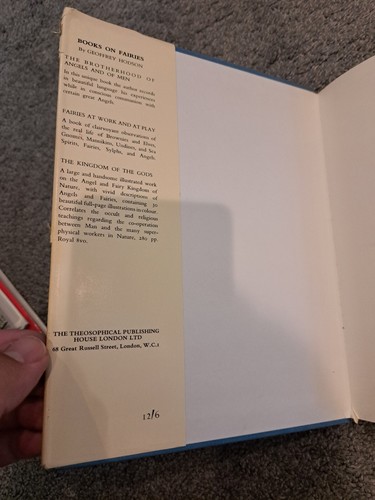 BOOKS ON FAIRIES
By GEOFFREY HODSON
THE BROTHERHOOD OF
ANGELS AND OF MEN
In this unique book the author records
in beautiful language his experiences
while in conscious communion with
certain great Angels.
FAIRIES AT WORK AND AT PLAY
A book of clairvoyant observations of
the real life of Brownies and Elves,
Gnomes, Manikins, Undines, and Sea
Spirits, Fairies, Sylphs, and Angels.
THE KINGDOM OF THE GODS
A large and handsome illustrated work
on the Angel and Fairy Kingdom of
Nature, with vivid descriptions of
Angels and Fairies, containing 30
beautiful full-page illustrations in colour.
Correlates the occult and religious
teachings regarding the co-operation
between Man and the many super-
physical workers in Nature, 280 pp.
Royal 8vo.
THE THEOSOPHICAL PUBLISHING
HOUSE LONDON LTD
68 Great Russell Street, London, W.C.1
12/6